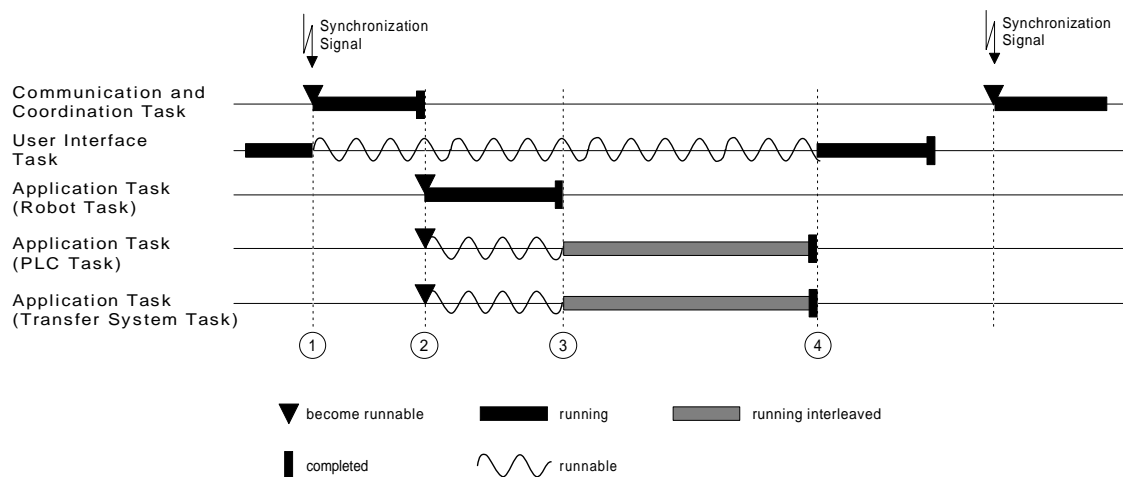 Synchronization
Signal
Synchronization
Signal
Communication and
Coordination Task
User Interface
Task
Application Task
(Robot Task)
Application Task
(PLC Task)
Application Task
(Transfer System Task)
1 2 3 4
become runnable running running interleaved
completed runnable